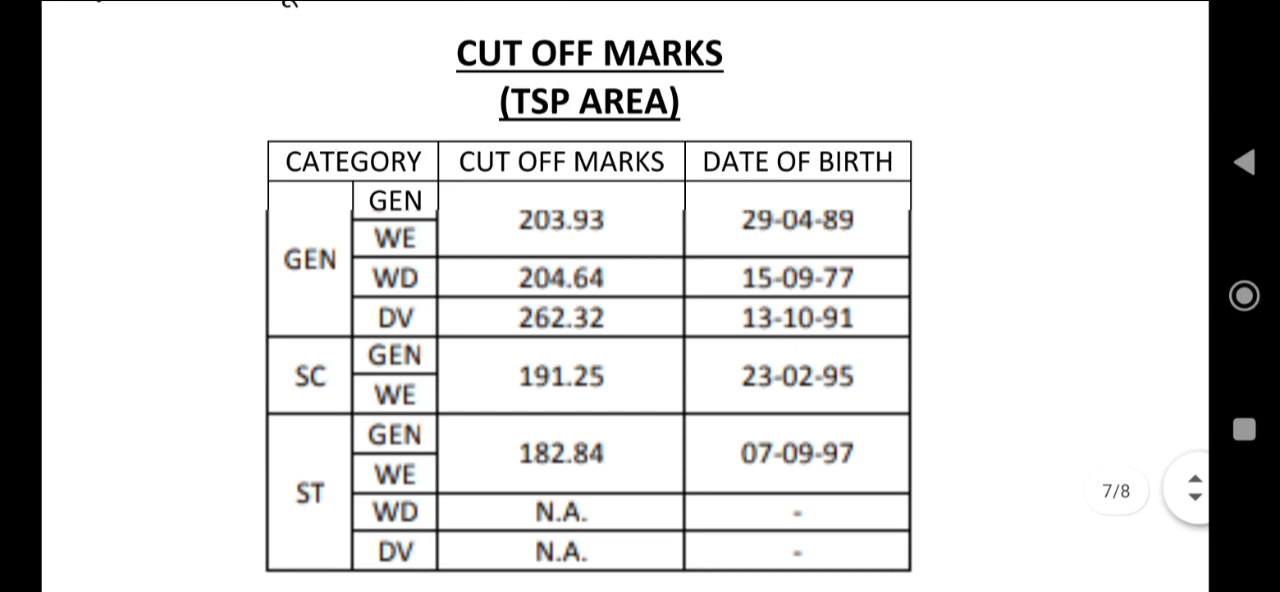 CUT OFF MARKS
(TSP AREA)
CATEGORY CUT OFF MARKS DATE OF BIRTH
GEN GEN 203.93 29-04-89
WE
WD 204.64 15-09-77
DV 262.32 13-10-91
SC GEN 191.25 23-02-95
WE
ST GEN 182.84 07-09-97
WE
WD N.A. -
DV N.A. -
7/8